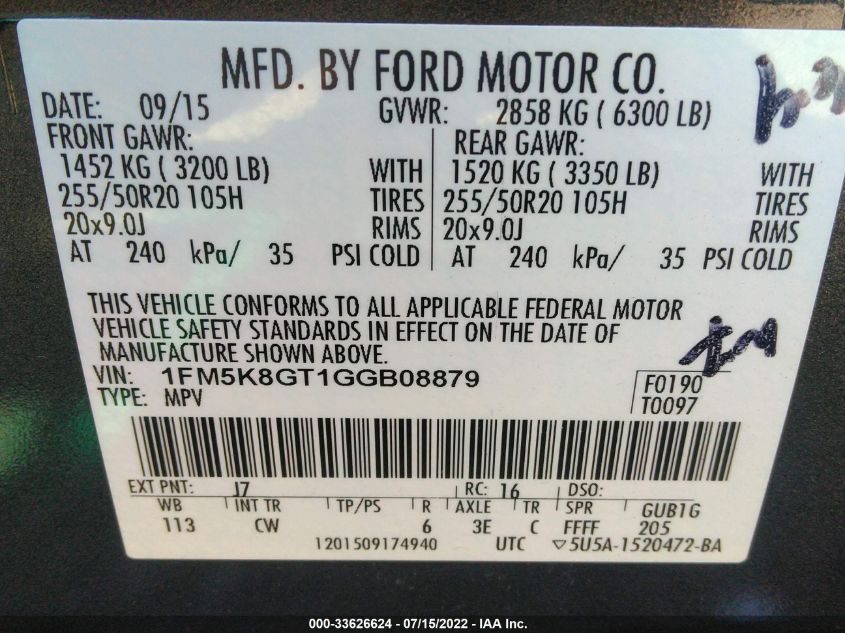 MFD. BY FORD MOTOR CO.
DATE: 09/15 GVWR: 2858 KG ( 6300 LB)
FRONT GAWR: REAR GAWR:
1452 KG ( 3200 LB) WITH 1520 KG ( 3350 LB) WITH
255/50R20 105H TIRES 255/50R20 105H TIRES
20x9.0J RIMS 20x9.0J RIMS
AT 240 kPa/ 35 PSI COLD AT 240 kPa/ 35 PSI COLD
THIS VEHICLE CONFORMS TO ALL APPLICABLE FEDERAL MOTOR
VEHICLE SAFETY STANDARDS IN EFFECT ON THE DATE OF
MANUFACTURE SHOWN ABOVE.
VIN: 1FM5K8GT1GGB08879 F0190
TYPE: MPV T0097
EXT PNT: J7 RC: 16 DSO:
WB INT TR TP/PS R AXLE TR SPR GUB1G
113 CW 6 3E C FFFF 205
1201509174940 UTC ▽5U5A-1520472-BA
000-33626624 - 07/15/2022 - IAA Inc.